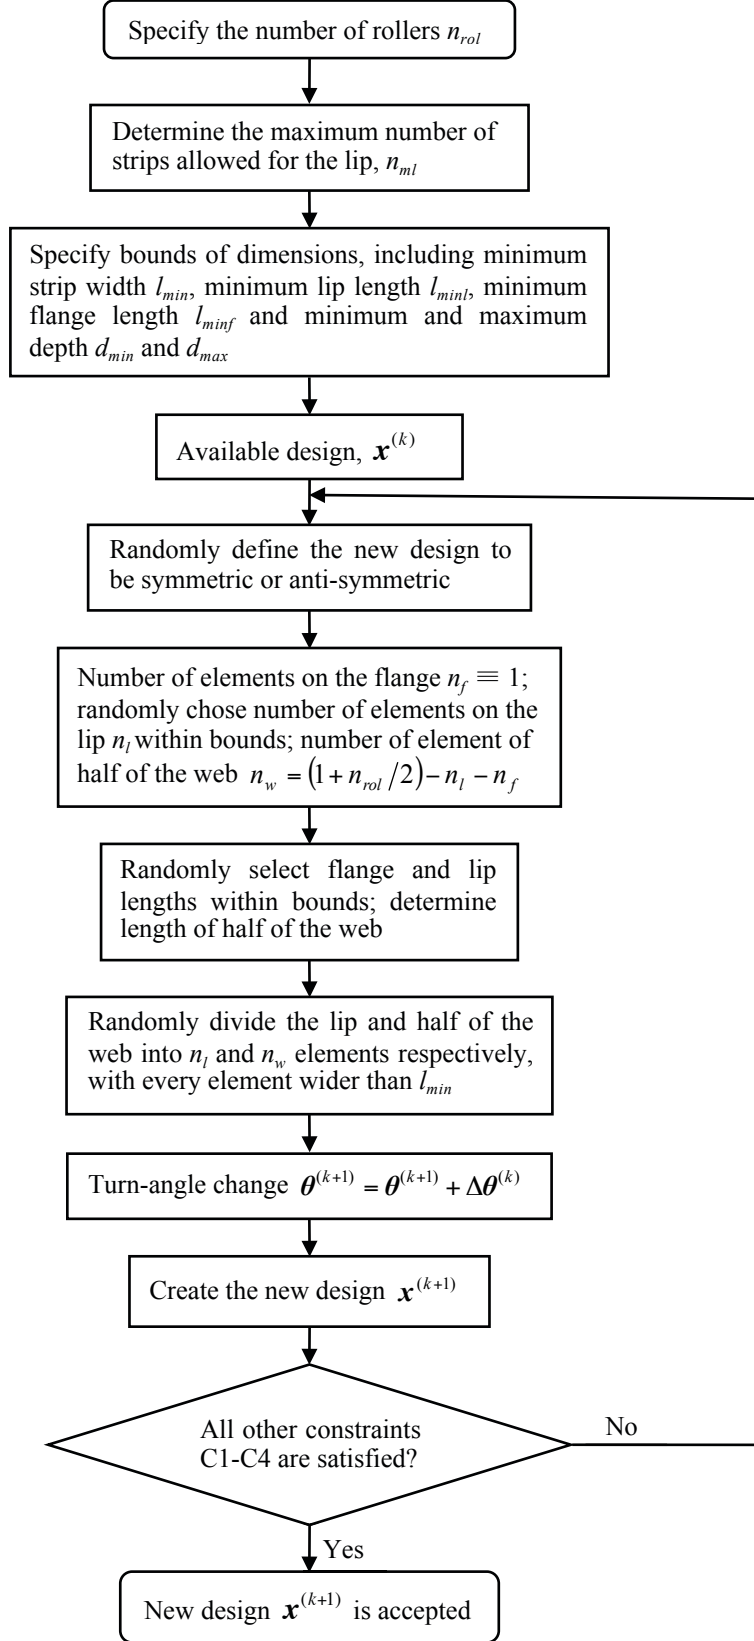 Specify the number of rollers n_rol
Determine the maximum number of
strips allowed for the lip, n_ml
Specify bounds of dimensions, including minimum
strip width l_min, minimum lip length l_minl, minimum
flange length l_minf and minimum and maximum
depth d_min and d_max
Available design, x^(k)
Randomly define the new design to
be symmetric or anti-symmetric
Number of elements on the flange n_f ≡ 1;
randomly chose number of elements on the
lip n_l within bounds; number of element of
half of the web n_w = (1 + n_rol/2) − n_l − n_f
Randomly select flange and lip
lengths within bounds; determine
length of half of the web
Randomly divide the lip and half of the
web into n_l and n_w elements respectively,
with every element wider than l_min
Turn-angle change θ^(k+1) = θ^(k+1) + Δθ^(k)
Create the new design x^(k+1)
All other constraints
C1-C4 are satisfied?
No
Yes
New design x^(k+1) is accepted